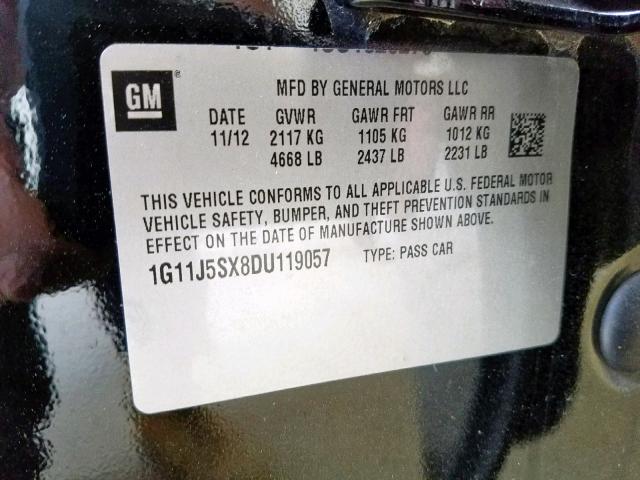 GM
MFD BY GENERAL MOTORS LLC
DATE GVWR GAWR FRT GAWR RR
11/12 2117 KG 1105 KG 1012 KG
4668 LB 2437 LB 2231 LB
THIS VEHICLE CONFORMS TO ALL APPLICABLE U.S. FEDERAL MOTOR
VEHICLE SAFETY, BUMPER, AND THEFT PREVENTION STANDARDS IN
EFFECT ON THE DATE OF MANUFACTURE SHOWN ABOVE.
1G11J5SX8DU119057 TYPE: PASS CAR